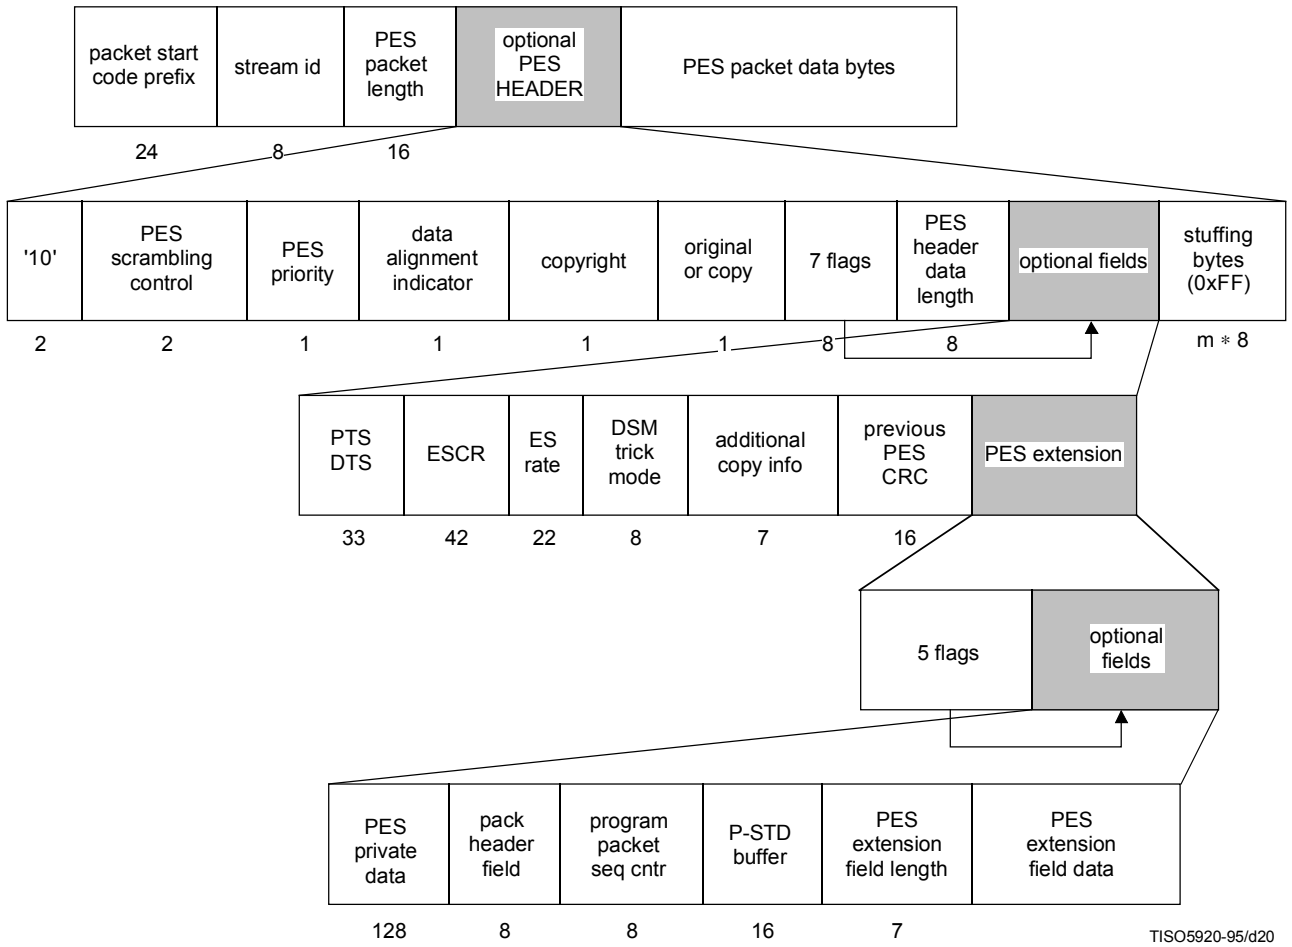 packet start
code prefix
stream id
PES
packet
length
optional
PES
HEADER
PES packet data bytes
24
8
16
'10'
PES
scrambling
control
PES
priority
data
alignment
indicator
copyright
original
or copy
7 flags
PES
header
data
length
optional fields
stuffing
bytes
(0xFF)
2
2
1
1
1
1
8
8
m ∗ 8
PTS
DTS
ESCR
ES
rate
DSM
trick
mode
additional
copy info
previous
PES
CRC
PES extension
33
42
22
8
7
16
5 flags
optional
fields
PES
private
data
pack
header
field
program
packet
seq cntr
P-STD
buffer
PES
extension
field length
PES
extension
field data
128
8
8
16
7
TISO5920-95/d20